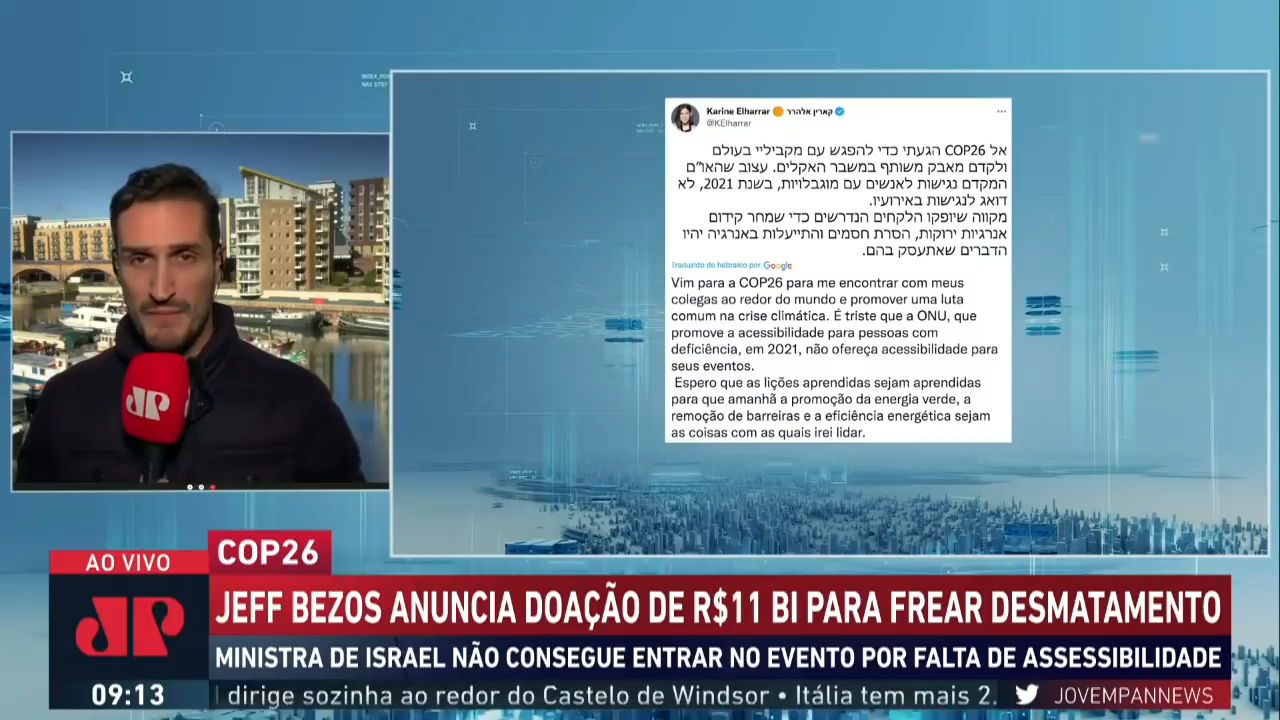 Karine Elharrar קארין אלהרר
@KElharrar
אל COP26 הגעתי כדי להפגש עם מקביליי בעולם
ולקדם מאבק משותף במשבר האקלים. עצוב שהאו"ם
המקדם נגישות לאנשים עם מוגבלויות, בשנת 2021, לא
דואג לנגישות באירועיו.
מקווה שיופקו הלקחים הנדרשים כדי שמחר קידום
אנרגיות ירוקות, הסרת חסמים והתייעלות באנרגיה יהיו
הדברים שאתעסק בהם.
Traduzido do hebraico por Google
Vim para a COP26 para me encontrar com meus
colegas ao redor do mundo e promover uma luta
comum na crise climática. É triste que a ONU, que
promove a acessibilidade para pessoas com
deficiência, em 2021, não ofereça acessibilidade para
seus eventos.
Espero que as lições aprendidas sejam aprendidas
para que amanhã a promoção da energia verde, a
remoção de barreiras e a eficiência energética sejam
as coisas com as quais irei lidar.
JP
AO VIVO
COP26
JP
JEFF BEZOS ANUNCIA DOAÇÃO DE R$11 BI PARA FREAR DESMATAMENTO
MINISTRA DE ISRAEL NÃO CONSEGUE ENTRAR NO EVENTO POR FALTA DE ASSESSIBILIDADE
09:13
dirige sozinha ao redor do Castelo de Windsor • Itália tem mais 2.
JOVEMPANNEWS